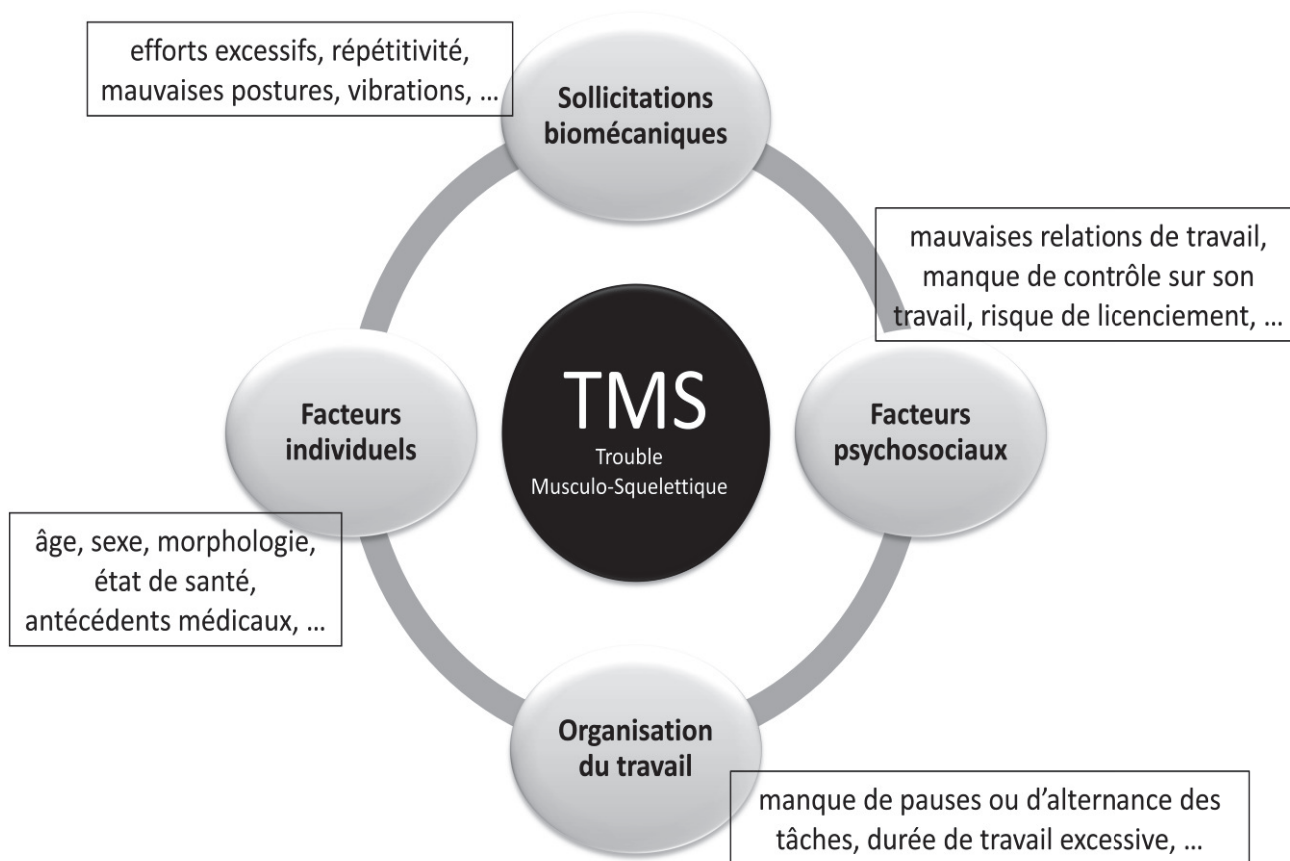 efforts excessifs, répétitivité,
mauvaises postures, vibrations, ...
Sollicitations
biomécaniques
mauvaises relations de travail,
manque de contrôle sur son
travail, risque de licenciement, ...
TMS
Trouble
Musculo-Squelettique
Facteurs
individuels
Facteurs
psychosociaux
âge, sexe, morphologie,
état de santé,
antécédents médicaux, ...
Organisation
du travail
manque de pauses ou d’alternance des
tâches, durée de travail excessive, ...